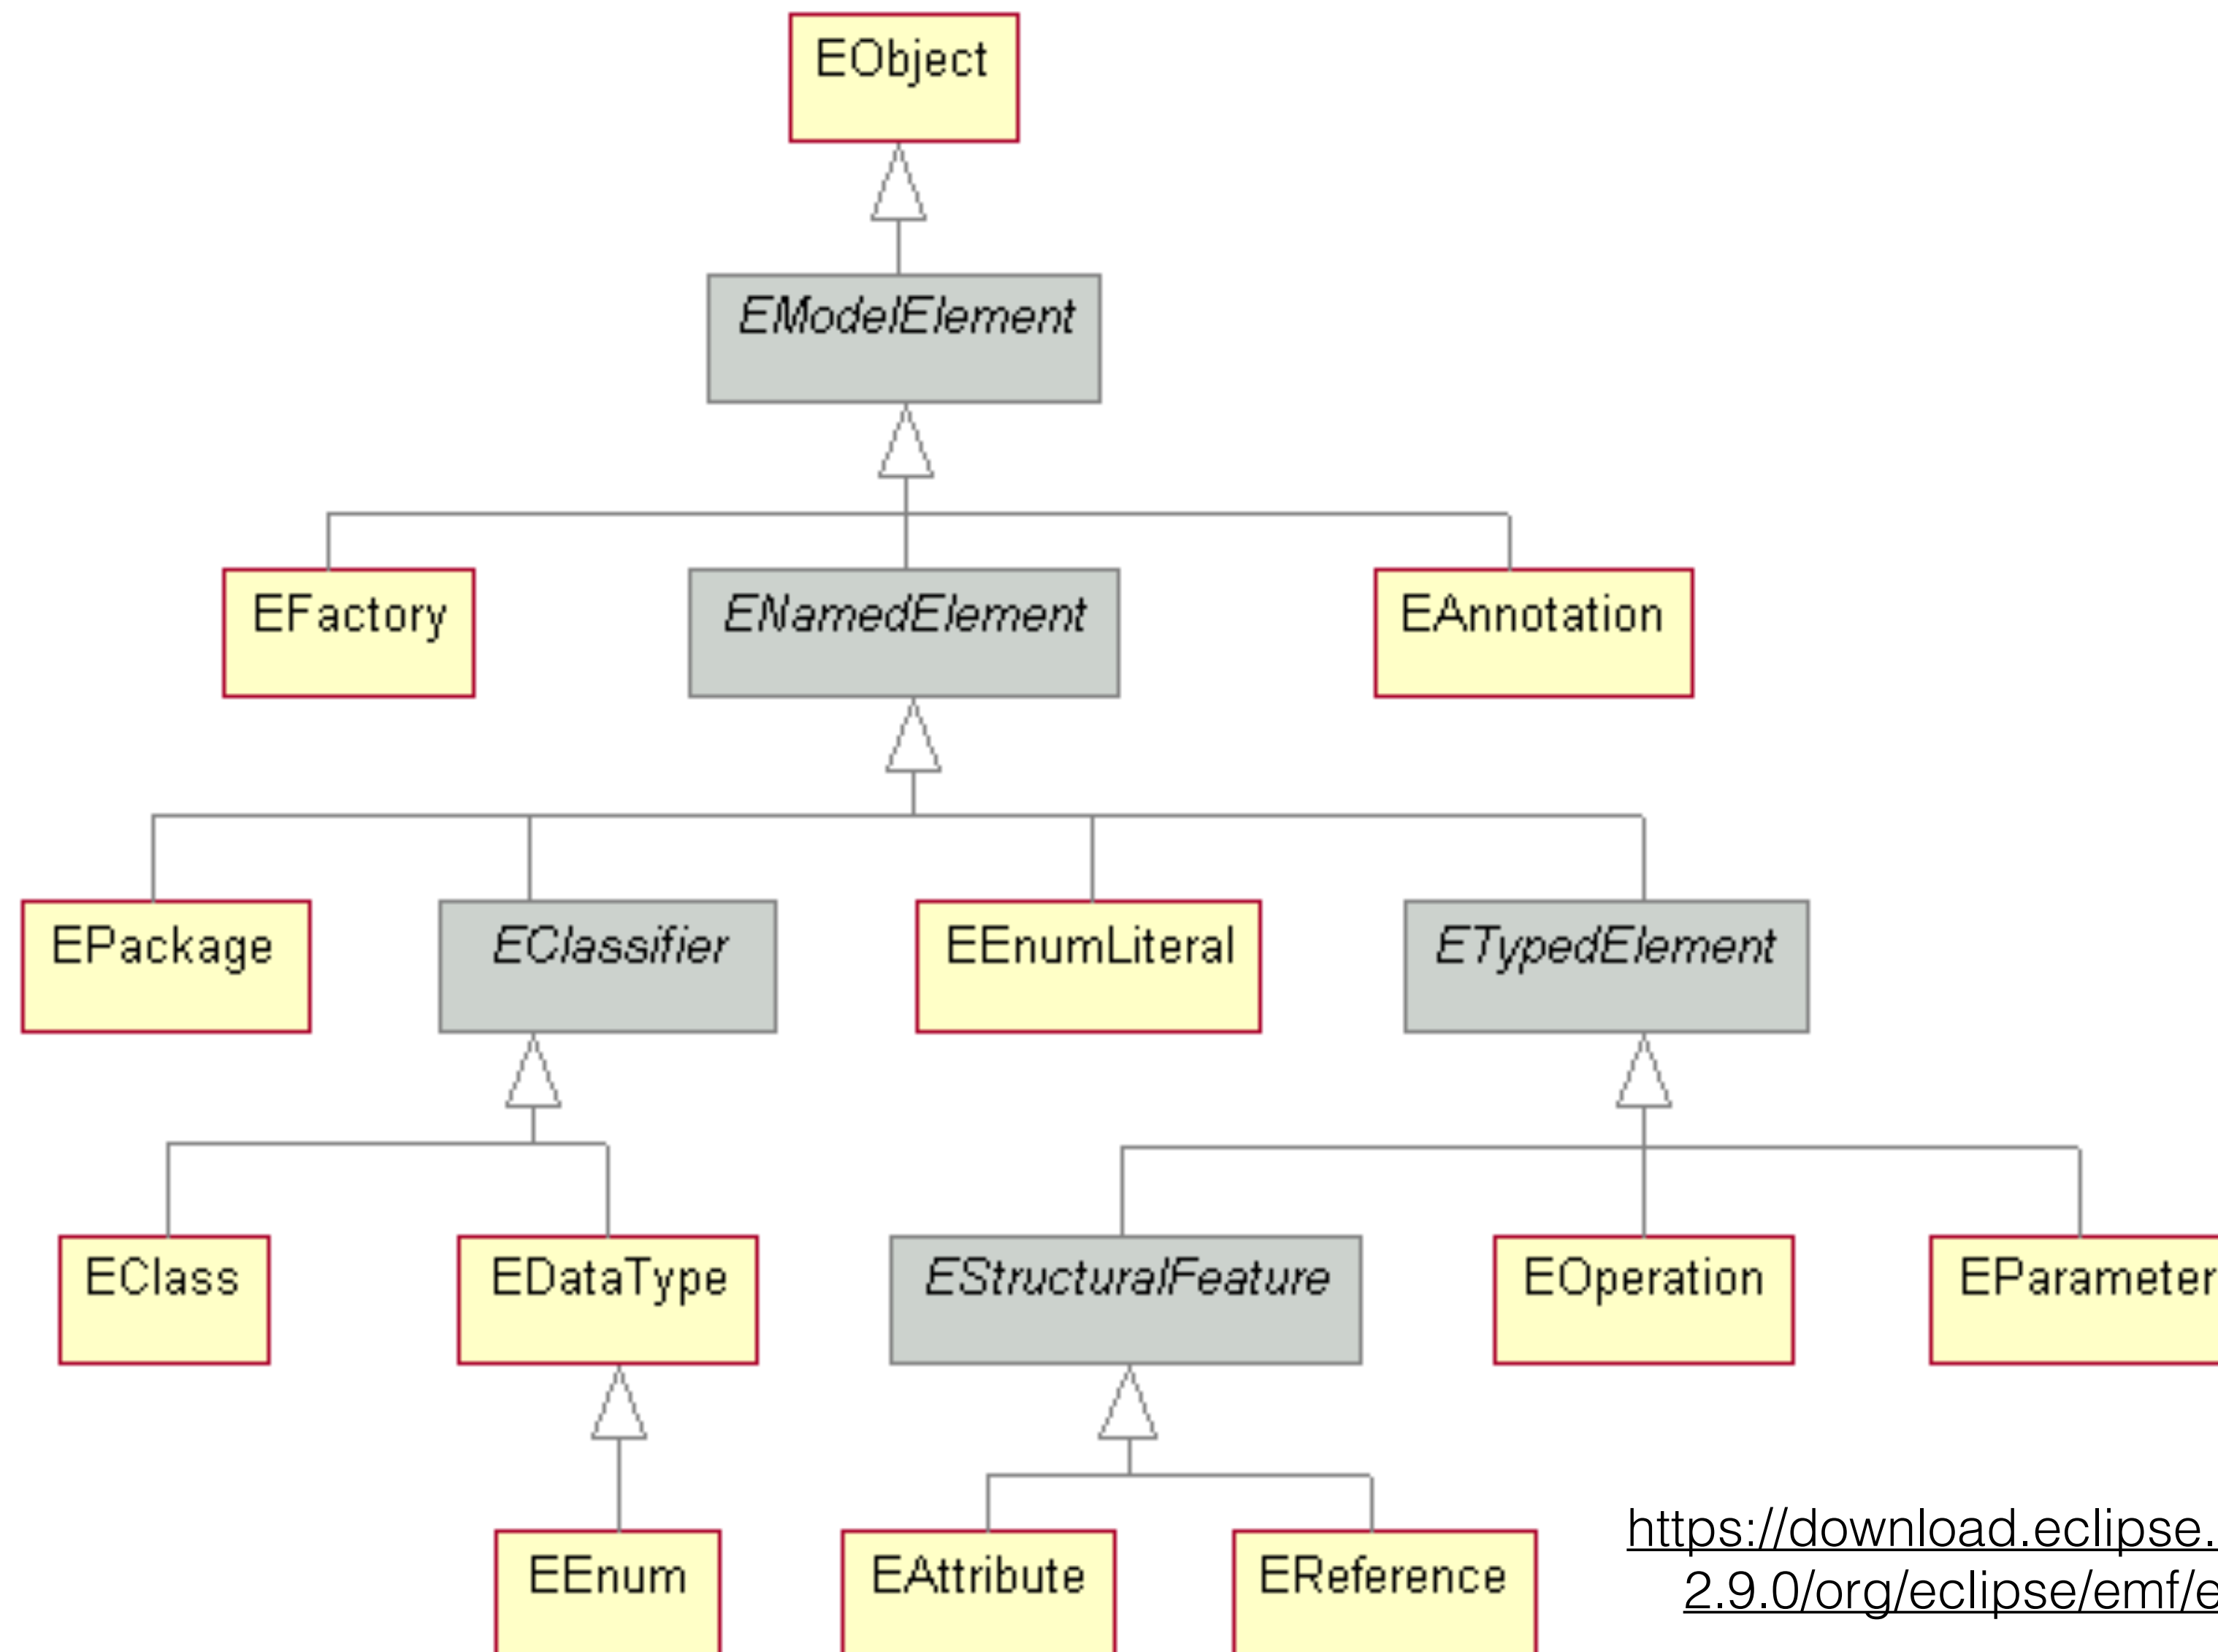 EObject
EModelElement
EFactory
ENamedElement
EAnnotation
EPackage
EClassifier
EEnumLiteral
ETypedElement
EClass
EDataType
EStructuralFeature
EOperation
EParameter
EEnum
EAttribute
EReference
https://download.eclipse.
2.9.0/org/eclipse/emf/e